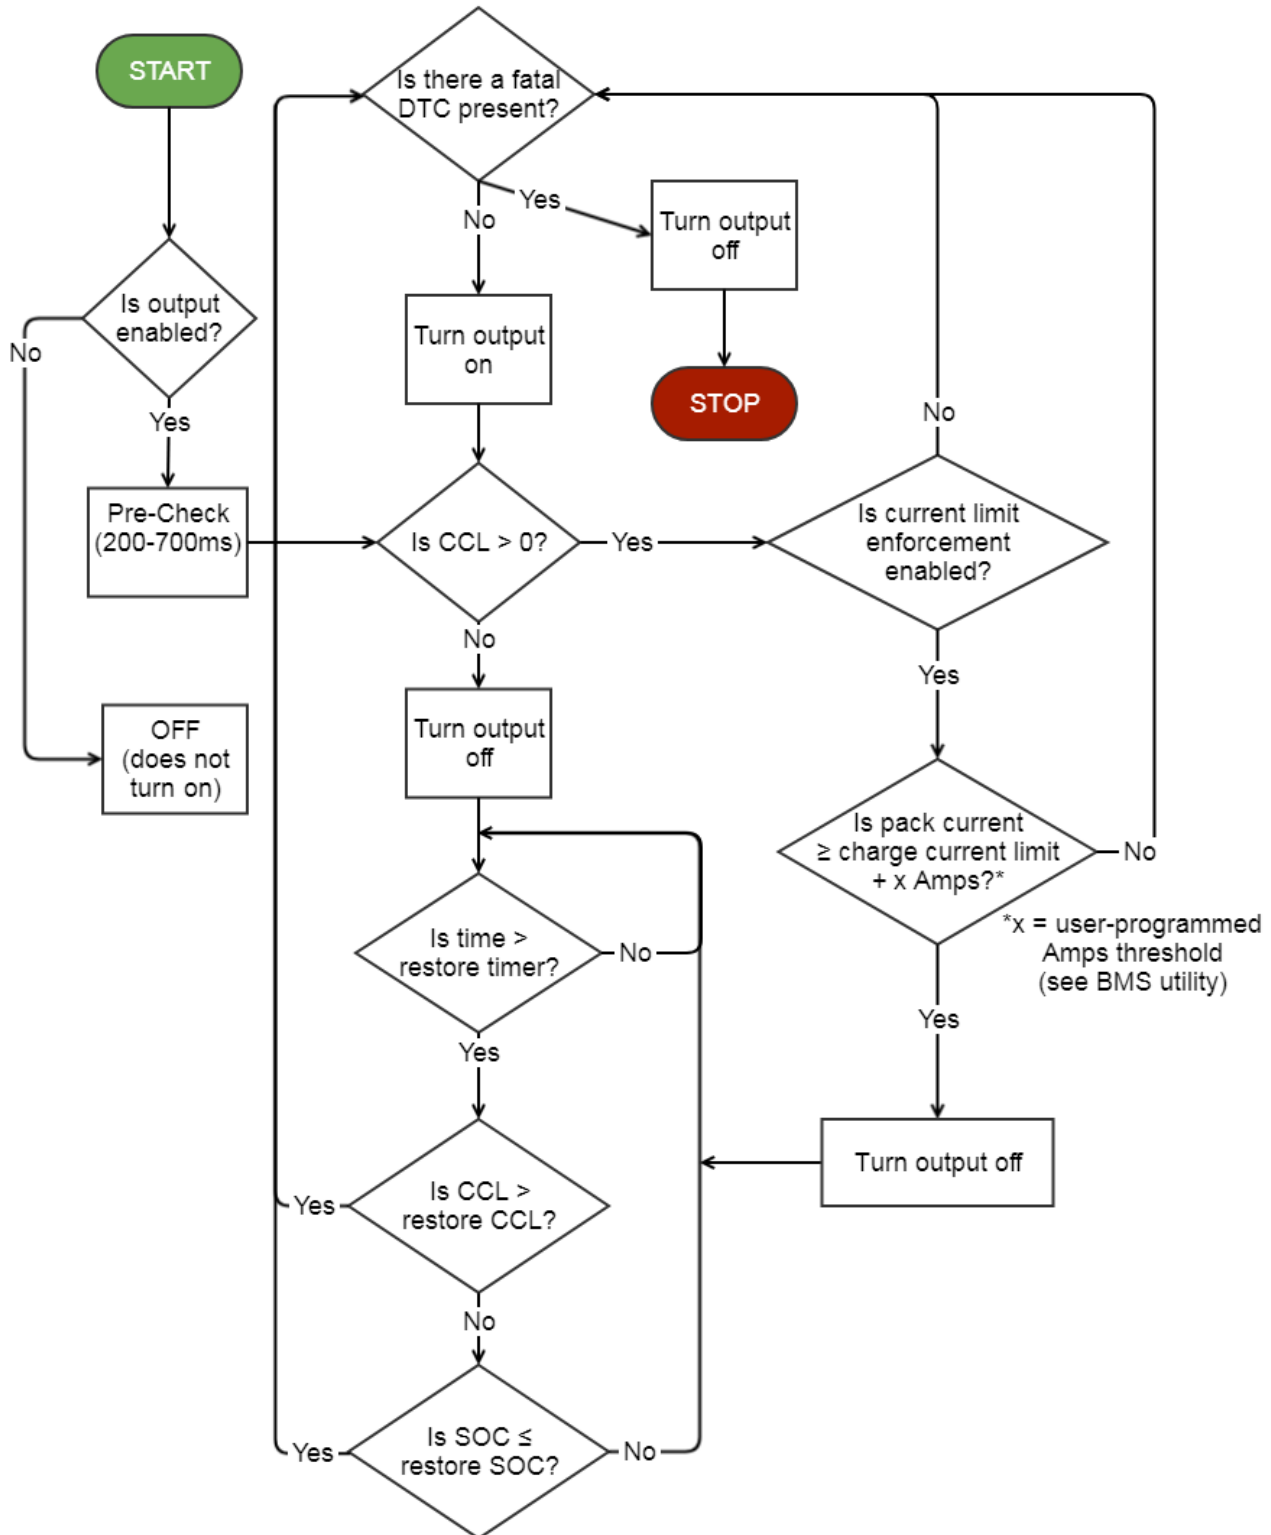 START
Is there a fatal
DTC present?
Yes
No
Turn output
off
Is output
enabled?
No
Turn output
on
STOP
Yes
No
Pre-Check
(200-700ms)
Is CCL > 0?
Yes
Is current limit
enforcement
enabled?
No
Yes
OFF
(does not
turn on)
Turn output
off
Is pack current
≥ charge current limit
+ x Amps?*
No
*x = user-programmed
Amps threshold
(see BMS utility)
Is time >
restore timer?
No
Yes
Yes
Turn output off
Is CCL >
restore CCL?
Yes
No
Is SOC ≤
restore SOC?
Yes
No